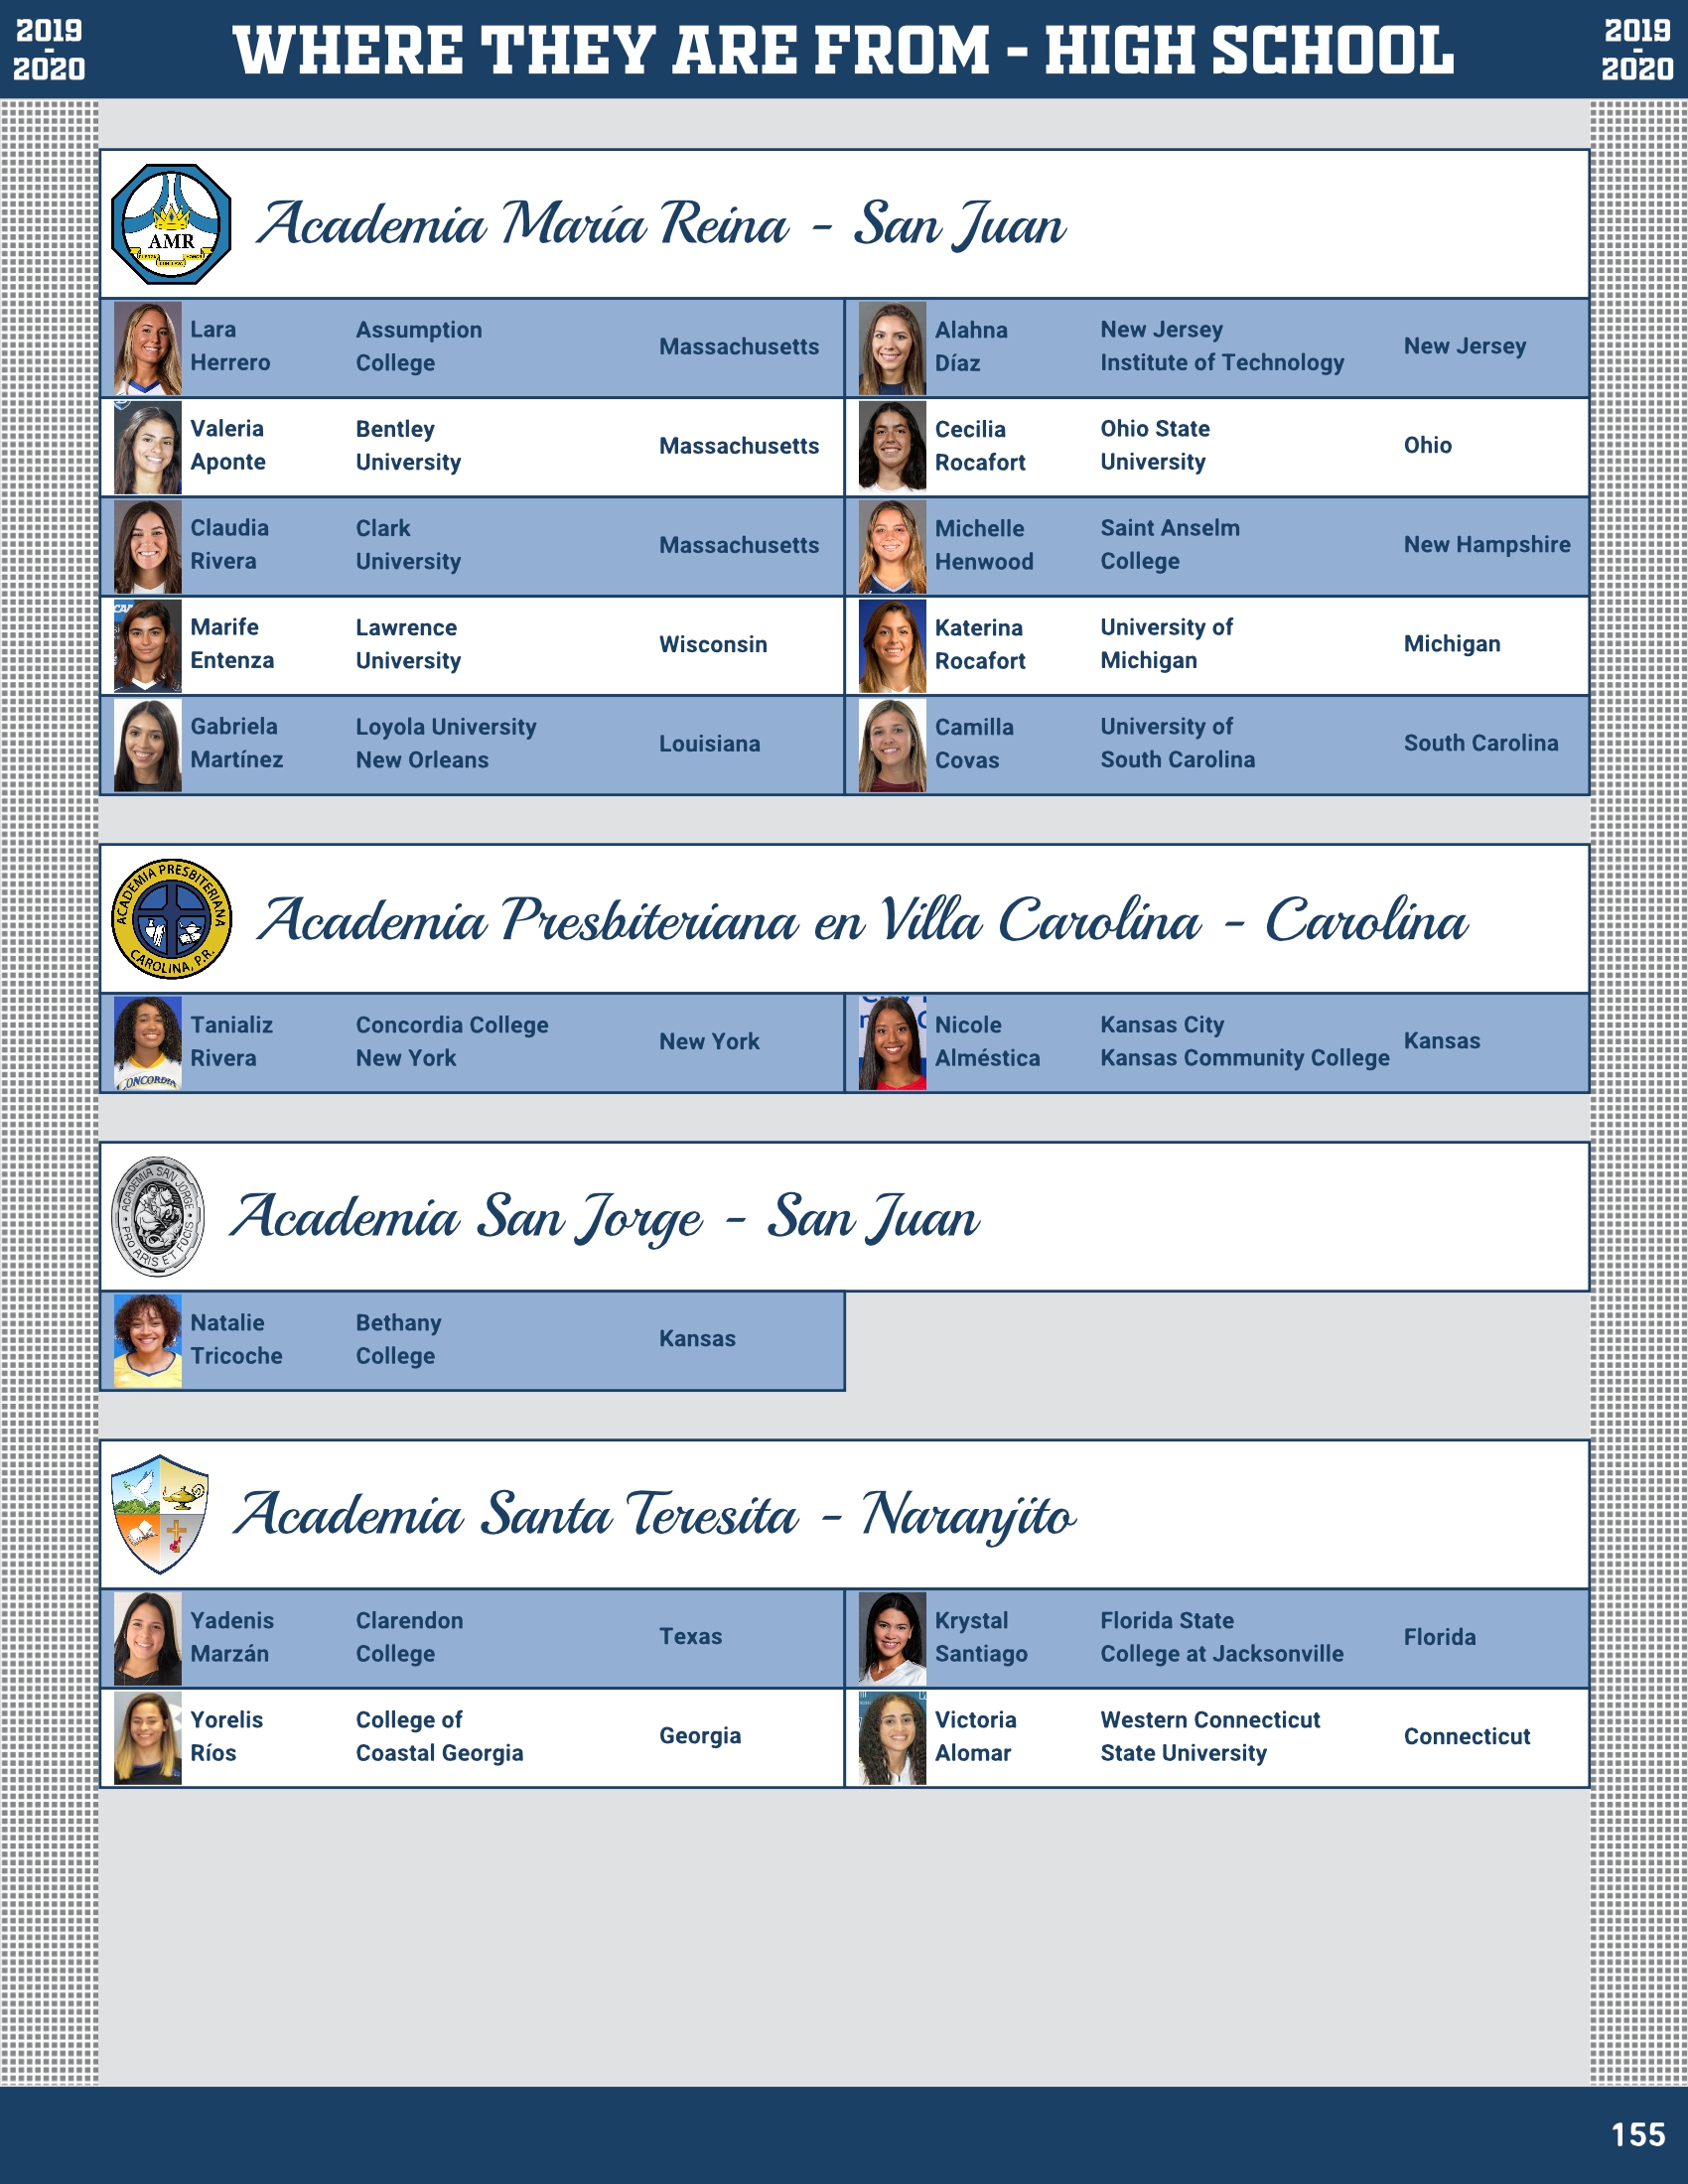 2019
-
2020
WHERE THEY ARE FROM - HIGH SCHOOL
2019
-
2020
AMR
Academia María Reina - San Juan
Lara
Herrero
Assumption
College
Massachusetts
Alahna
Díaz
New Jersey
Institute of Technology
New Jersey
Valeria
Aponte
Bentley
University
Massachusetts
Cecilia
Rocafort
Ohio State
University
Ohio
Claudia
Rivera
Clark
University
Massachusetts
Michelle
Henwood
Saint Anselm
College
New Hampshire
Marife
Entenza
Lawrence
University
Wisconsin
Katerina
Rocafort
University of
Michigan
Michigan
Gabriela
Martínez
Loyola University
New Orleans
Louisiana
Camilla
Covas
University of
South Carolina
South Carolina
ACADEMIA PRESBITERIANA
CAROLINA, P.R.
Academia Presbiteriana en Villa Carolina - Carolina
Tanializ
Rivera
Concordia College
New York
New York
CONCORDIA
Nicole
Alméstica
Kansas City
Kansas Community College
Kansas
ACADEMIA SAN JORGE
PRO ARIS ET FOCIS
Academia San Jorge - San Juan
Natalie
Tricoche
Bethany
College
Kansas
Academia Santa Teresita - Naranjito
Yadenis
Marzán
Clarendon
College
Texas
Krystal
Santiago
Florida State
College at Jacksonville
Florida
Yorelis
Ríos
College of
Coastal Georgia
Georgia
Victoria
Alomar
Western Connecticut
State University
Connecticut
155